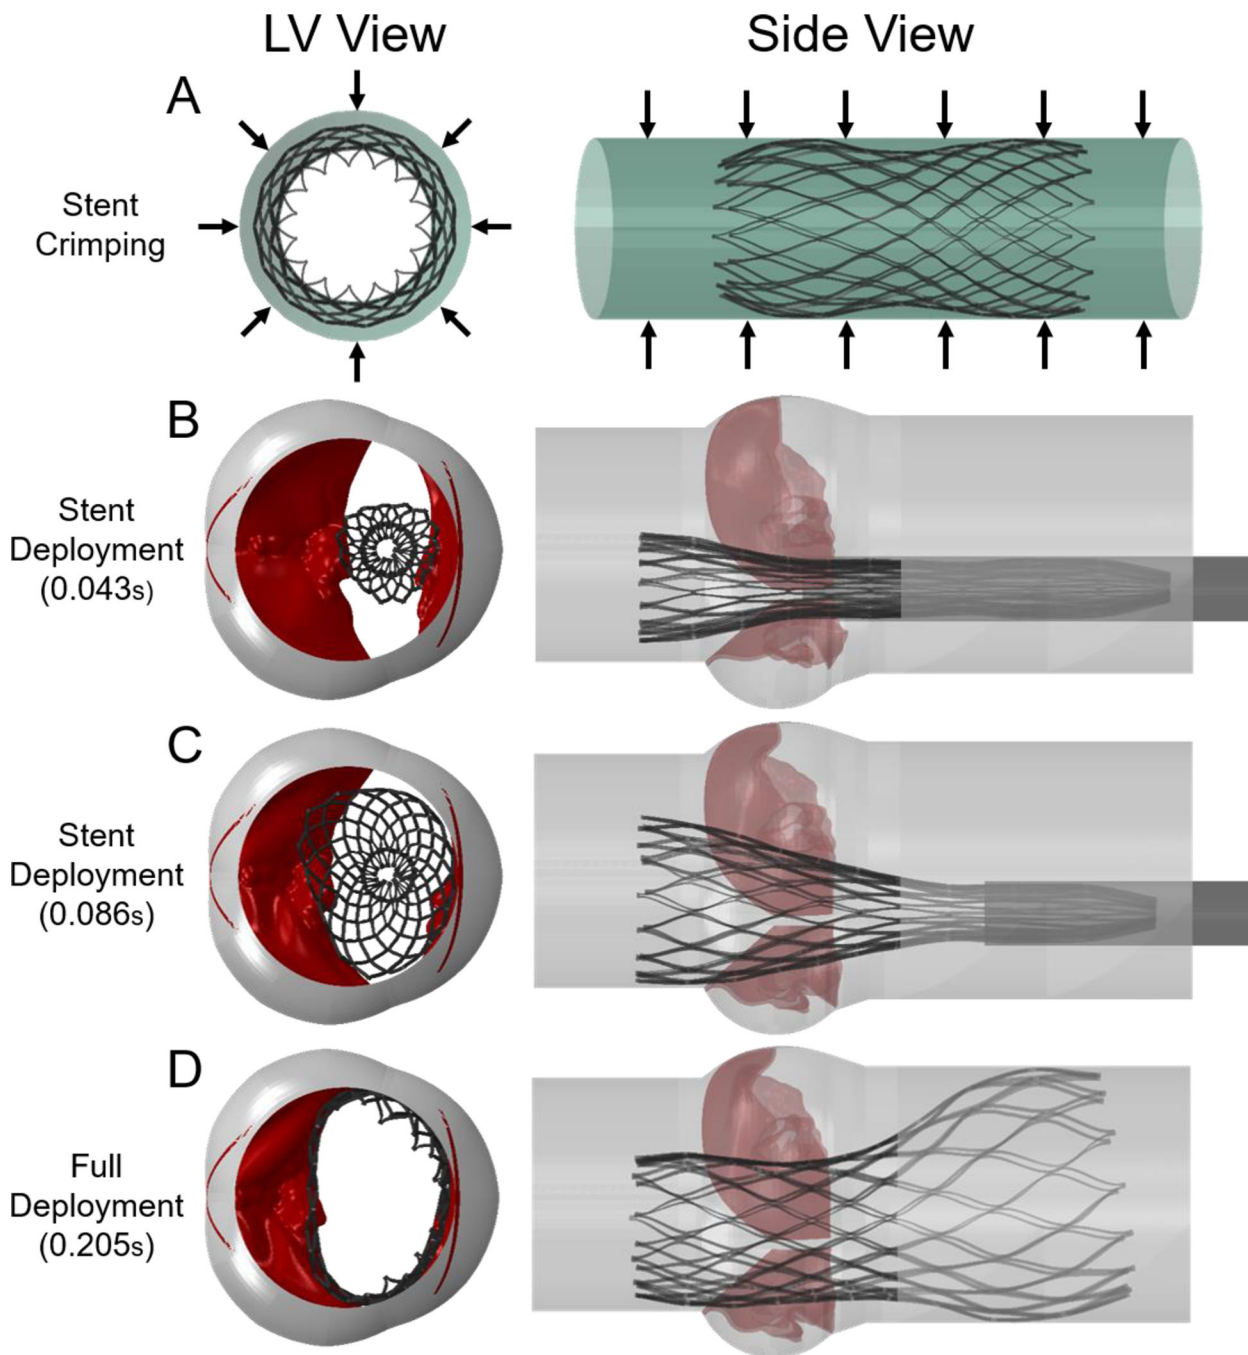 LV View
Side View
A
Stent
Crimping
B
Stent
Deployment
(0.043s)
C
Stent
Deployment
(0.086s)
D
Full
Deployment
(0.205s)